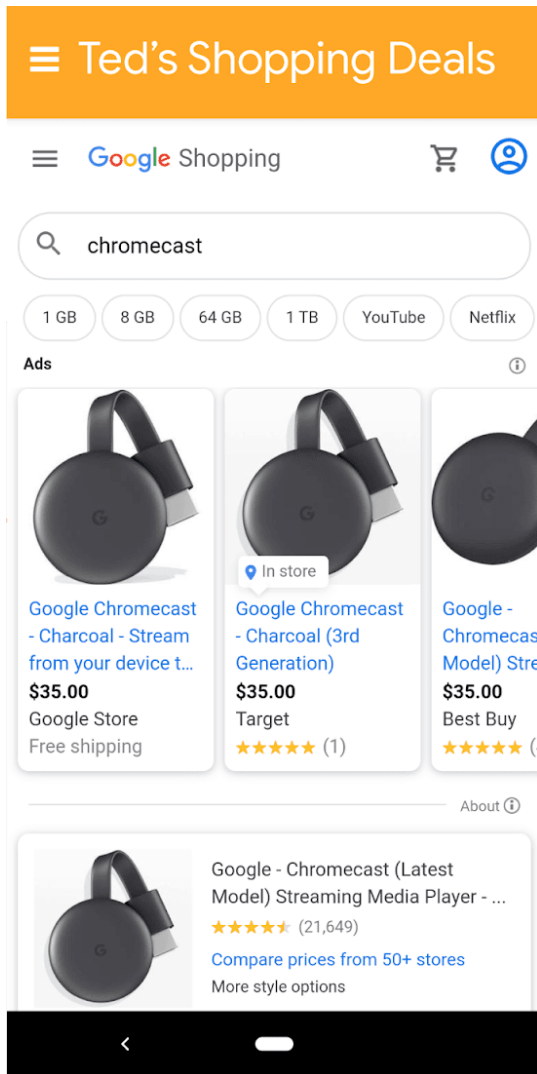 Ted's Shopping Deals
Google Shopping
chromecast
1 GB
8 GB
64 GB
1 TB
YouTube
Netflix
Ads
In store
Google Chromecast
- Charcoal - Stream
from your device t...
$35.00
Google Store
Free shipping
Google Chromecast
- Charcoal (3rd
Generation)
$35.00
Target
(1)
Google -
Chromecas
Model) Stre
$35.00
Best Buy
About
Google - Chromecast (Latest
Model) Streaming Media Player - ...
(21,649)
Compare prices from 50+ stores
More style options